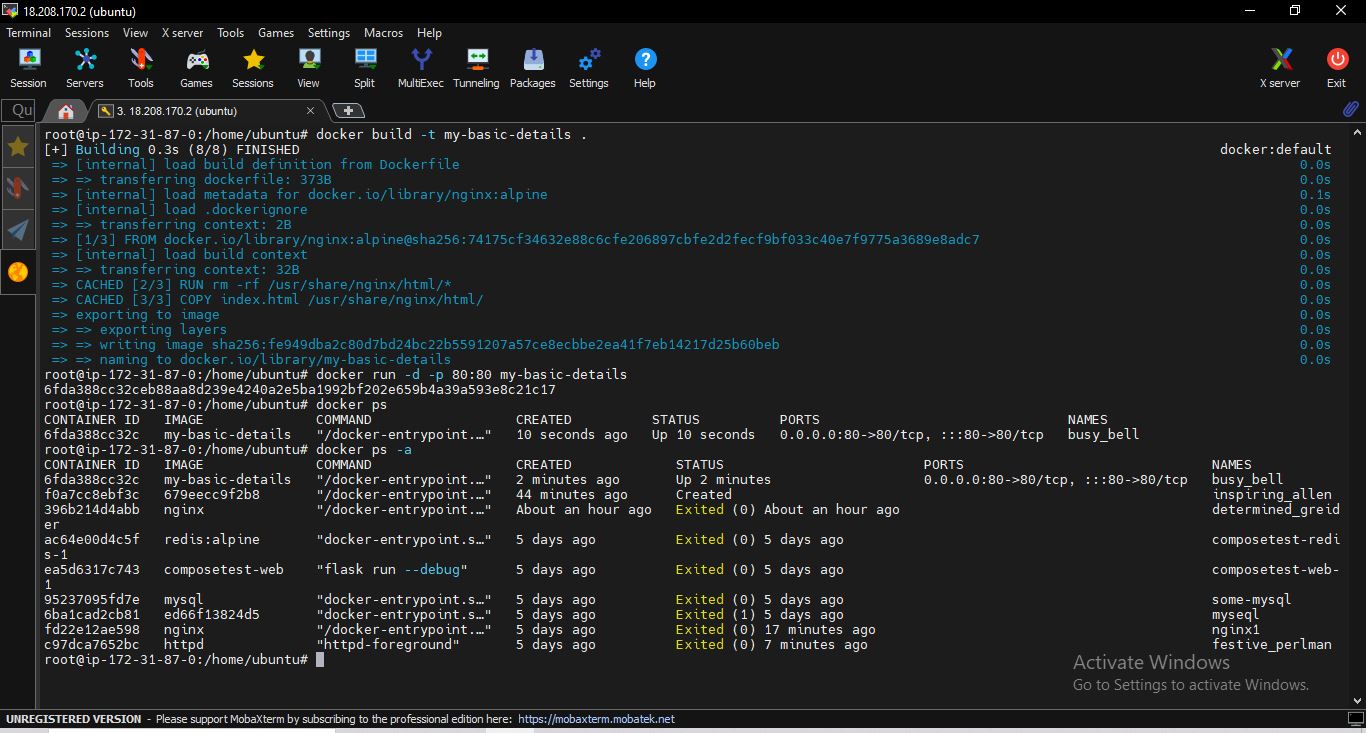 18.208.170.2 (ubuntu)
Terminal Sessions View X server Tools Games Settings Macros Help
Session Servers Tools Games Sessions View Split MultiExec Tunneling Packages Settings Help X server Exit
Qu 3. 18.208.170.2 (ubuntu)
root@ip-172-31-87-0:/home/ubuntu# docker build -t my-basic-details .
[+] Building 0.3s (8/8) FINISHED docker:default
=> [internal] load build definition from Dockerfile 0.0s
=> => transferring dockerfile: 373B 0.0s
=> [internal] load metadata for docker.io/library/nginx:alpine 0.1s
=> [internal] load .dockerignore 0.0s
=> => transferring context: 2B 0.0s
=> [1/3] FROM docker.io/library/nginx:alpine@sha256:74175cf34632e88c6cfe206897cbfe2d2fecf9bf033c40e7f9775a3689e8adc7 0.0s
=> [internal] load build context 0.0s
=> => transferring context: 32B 0.0s
=> CACHED [2/3] RUN rm -rf /usr/share/nginx/html/* 0.0s
=> CACHED [3/3] COPY index.html /usr/share/nginx/html/ 0.0s
=> exporting to image 0.0s
=> => exporting layers 0.0s
=> => writing image sha256:fe949dba2c80d7bd24bc22b5591207a57ce8ecbbe2ea41f7eb14217d25b60beb 0.0s
=> => naming to docker.io/library/my-basic-details 0.0s
root@ip-172-31-87-0:/home/ubuntu# docker run -d -p 80:80 my-basic-details
6fda388cc32ceb88aa8d239e4240a2e5ba1992bf202e659b4a39a593e8c21c17
root@ip-172-31-87-0:/home/ubuntu# docker ps
CONTAINER ID IMAGE COMMAND CREATED STATUS PORTS NAMES
6fda388cc32c my-basic-details "/docker-entrypoint.…" 10 seconds ago Up 10 seconds 0.0.0.0:80->80/tcp, :::80->80/tcp busy_bell
root@ip-172-31-87-0:/home/ubuntu# docker ps -a
CONTAINER ID IMAGE COMMAND CREATED STATUS PORTS NAMES
6fda388cc32c my-basic-details "/docker-entrypoint.…" 2 minutes ago Up 2 minutes 0.0.0.0:80->80/tcp, :::80->80/tcp busy_bell
f0a7cc8ebf3c 679eecc9f2b8 "/docker-entrypoint.…" 44 minutes ago Created inspiring_allen
396b214d4abb nginx "/docker-entrypoint.…" About an hour ago Exited (0) About an hour ago determined_greid
er
ac64e00d4c5f redis:alpine "docker-entrypoint.s…" 5 days ago Exited (0) 5 days ago composetest-redi
s-1
ea5d6317c743 composetest-web "flask run --debug" 5 days ago Exited (0) 5 days ago composetest-web-
1
95237095fd7e mysql "docker-entrypoint.s…" 5 days ago Exited (0) 5 days ago some-mysql
6ba1cad2cb81 ed66f13824d5 "docker-entrypoint.s…" 5 days ago Exited (1) 5 days ago myseql
fd22e12ae598 nginx "/docker-entrypoint.…" 5 days ago Exited (0) 17 minutes ago nginx1
c97dca7652bc httpd "httpd-foreground" 5 days ago Exited (0) 7 minutes ago festive_perlman
root@ip-172-31-87-0:/home/ubuntu#
Activate Windows
Go to Settings to activate Windows.
UNREGISTERED VERSION - Please support MobaXterm by subscribing to the professional edition here: https://mobaxterm.mobatek.net